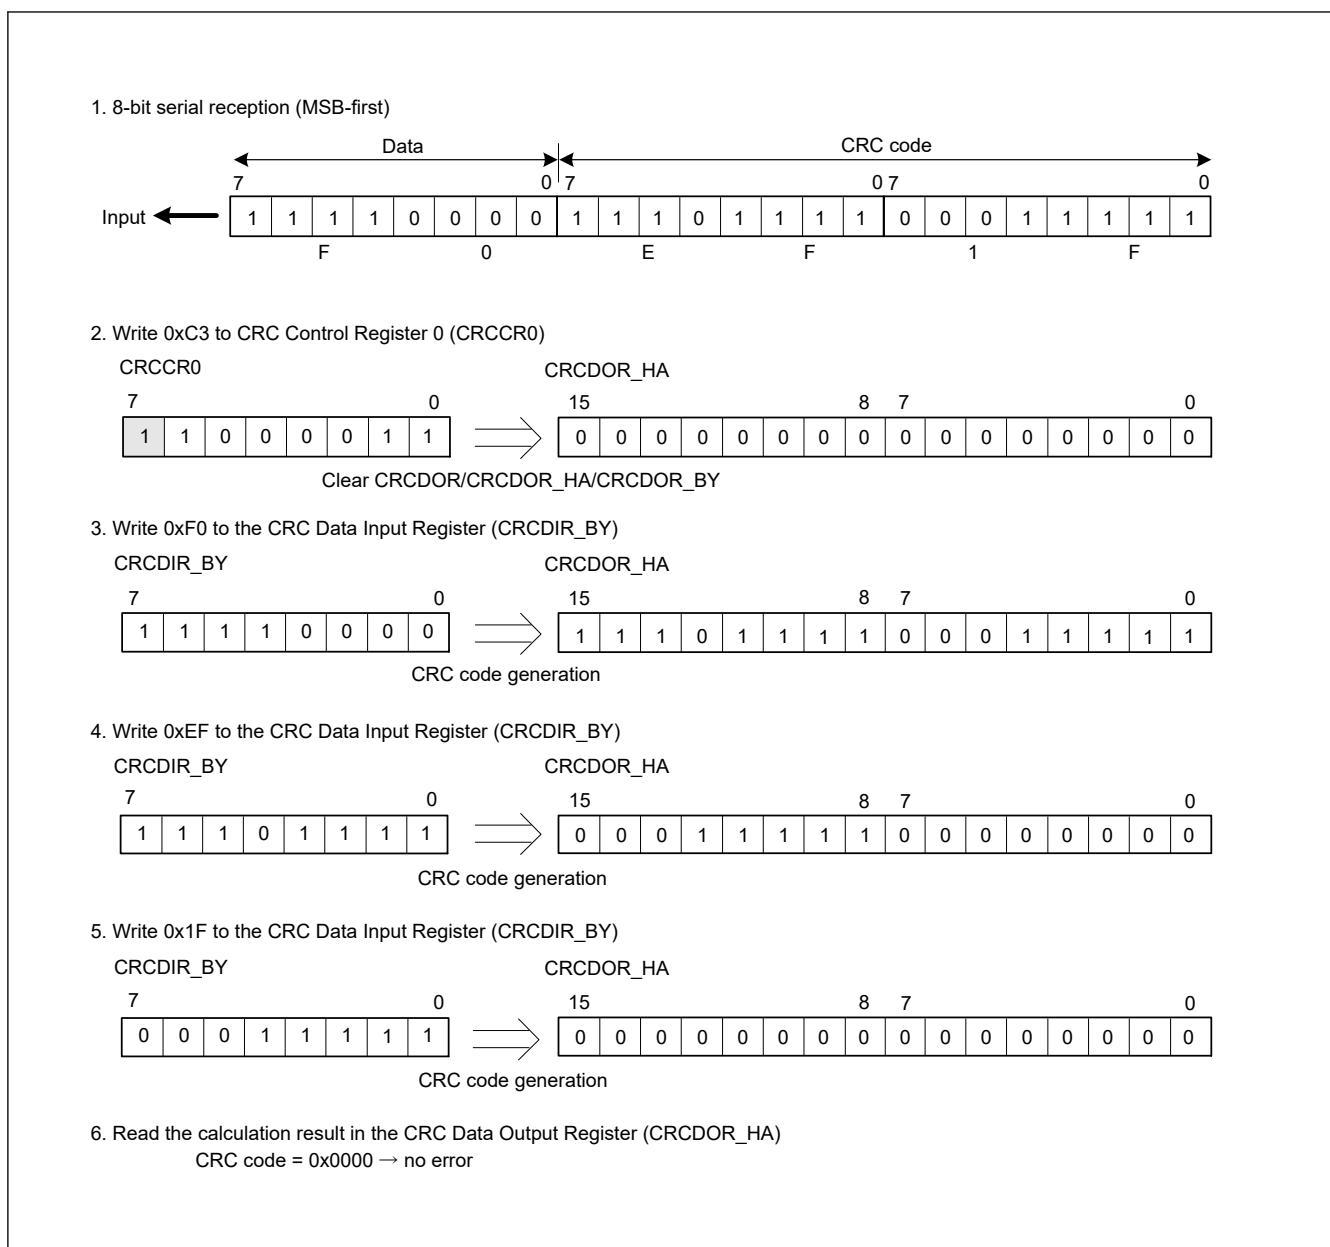 1. 8-bit serial reception (MSB-first)
Data CRC code
7 0 7 0 7 0
Input 1 1 1 1 0 0 0 0 1 1 1 0 1 1 1 1 0 0 0 1 1 1 1 1
F 0 E F 1 F
2. Write 0xC3 to CRC Control Register 0 (CRCCR0)
CRCCR0 CRCDOR_HA
7 0 15 8 7 0
1 1 0 0 0 0 1 1 0 0 0 0 0 0 0 0 0 0 0 0 0 0 0 0
Clear CRCDOR/CRCDOR_HA/CRCDOR_BY
3. Write 0xF0 to the CRC Data Input Register (CRCDIR_BY)
CRCDIR_BY CRCDOR_HA
7 0 15 8 7 0
1 1 1 1 0 0 0 0 1 1 1 0 1 1 1 1 0 0 0 1 1 1 1 1
CRC code generation
4. Write 0xEF to the CRC Data Input Register (CRCDIR_BY)
CRCDIR_BY CRCDOR_HA
7 0 15 8 7 0
1 1 1 0 1 1 1 1 0 0 0 1 1 1 1 1 0 0 0 0 0 0 0 0
CRC code generation
5. Write 0x1F to the CRC Data Input Register (CRCDIR_BY)
CRCDIR_BY CRCDOR_HA
7 0 15 8 7 0
0 0 0 1 1 1 1 1 0 0 0 0 0 0 0 0 0 0 0 0 0 0 0 0
CRC code generation
6. Read the calculation result in the CRC Data Output Register (CRCDOR_HA)
CRC code = 0x0000 → no error